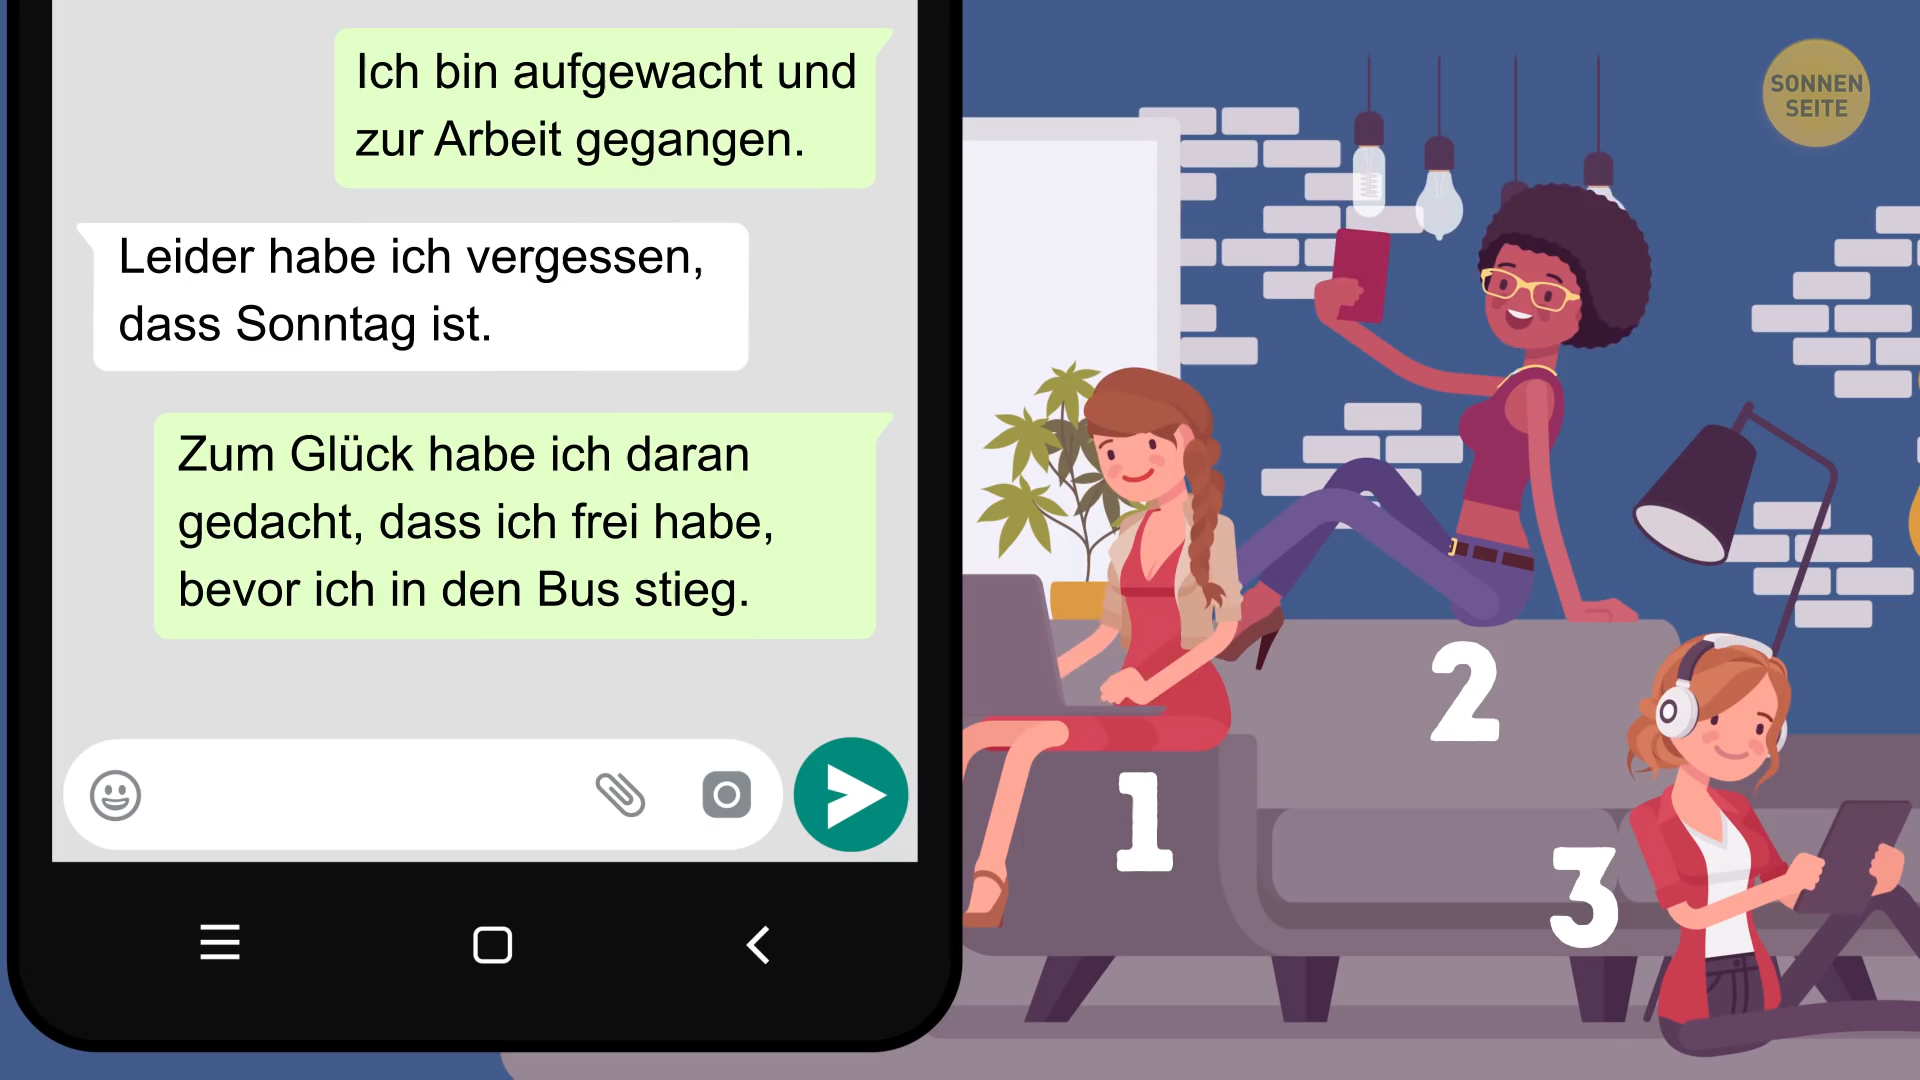 Ich bin aufgewacht und
zur Arbeit gegangen.
Leider habe ich vergessen,
dass Sonntag ist.
Zum Glück habe ich daran
gedacht, dass ich frei habe,
bevor ich in den Bus stieg.
SONNEN
SEITE
1
2
3